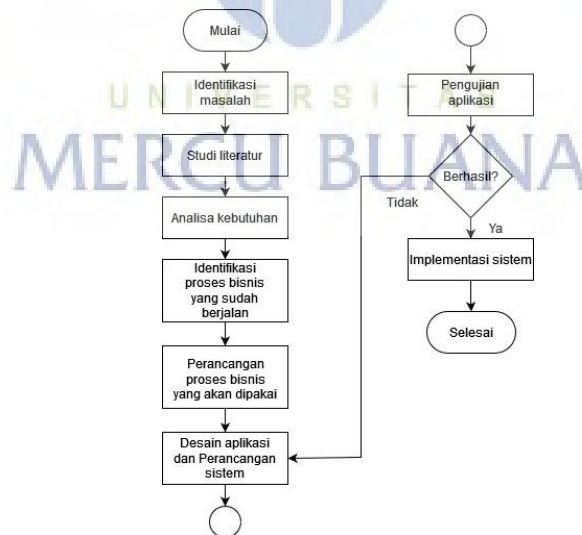 Mulai
Identifikasi
masalah
Studi literatur
Analisa kebutuhan
Identifikasi
proses bisnis
yang sudah
berjalan
Perancangan
proses bisnis
yang akan dipakai
Desain aplikasi
dan Perancangan
sistem
Pengujian
aplikasi
Berhasil?
Tidak
Ya
Implementasi sistem
Selesai
UNIVERSITAS
MERCU BUANA